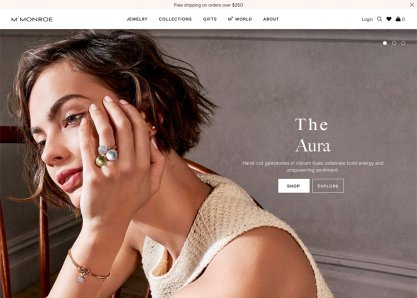 Free shipping on orders over $250
M MONROE
JEWELRY COLLECTIONS GIFTS M WORLD ABOUT
Login 0
The
Aura
Hand-cut gemstones in vibrant hues celebrate bold energy and
empowering sentiment.
SHOP EXPLORE